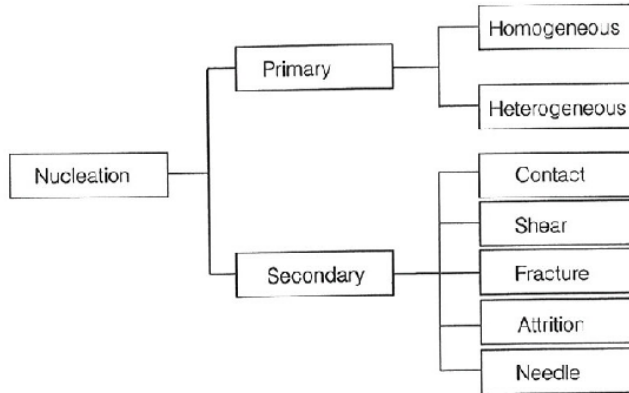 Nucleation
Primary
Homogeneous
Heterogeneous
Secondary
Contact
Shear
Fracture
Attrition
Needle